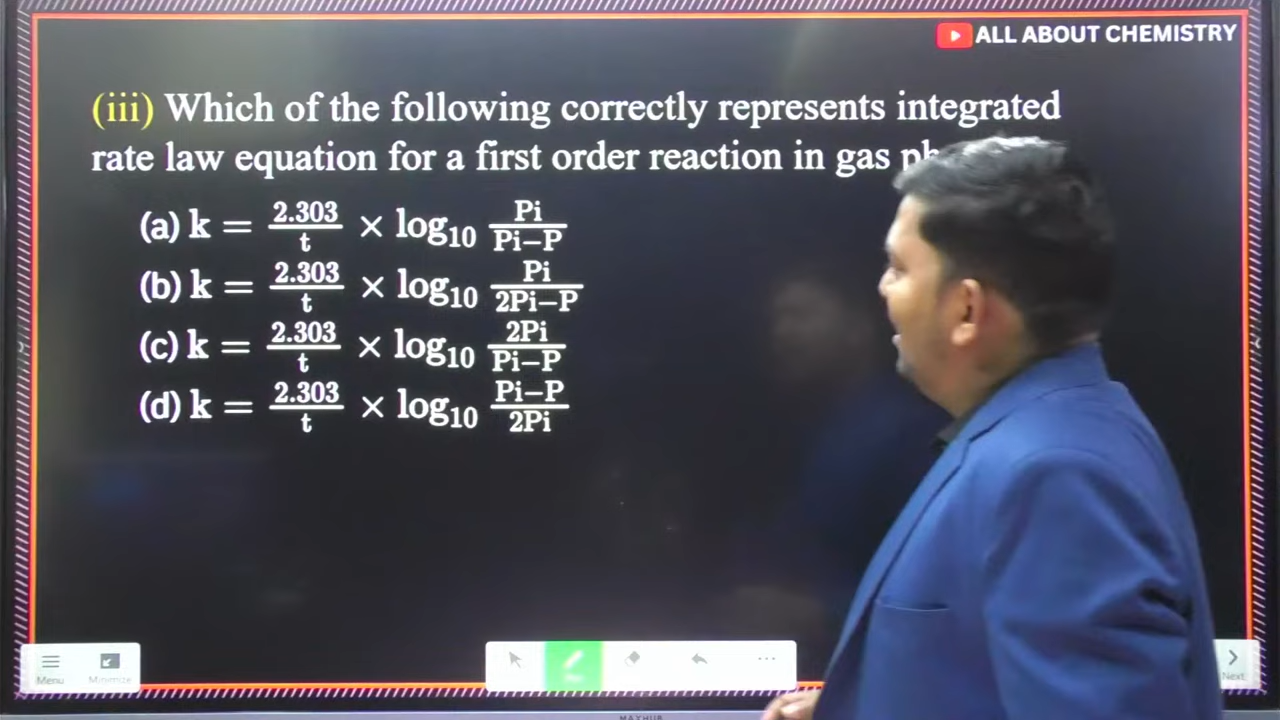 ALL ABOUT CHEMISTRY
(iii) Which of the following correctly represents integrated
rate law equation for a first order reaction in gas
(a) k = 2.303/t × log₁₀ Pi/Pi−P
(b) k = 2.303/t × log₁₀ Pi/2Pi−P
(c) k = 2.303/t × log₁₀ 2Pi/Pi−P
(d) k = 2.303/t × log₁₀ Pi−P/2Pi
Menu Minimize Next
MAXHUB